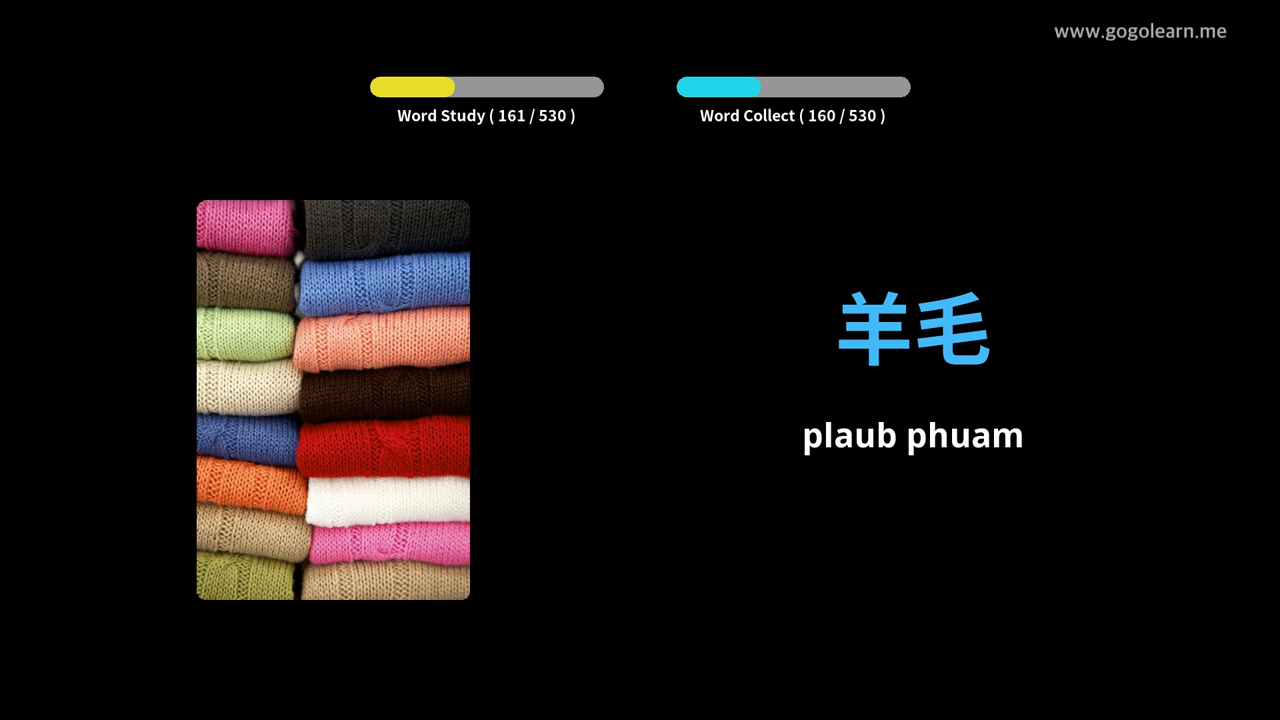 www.gogolearn.me
Word Study ( 161 / 530 )
Word Collect ( 160 / 530 )
羊毛
plaub phuam